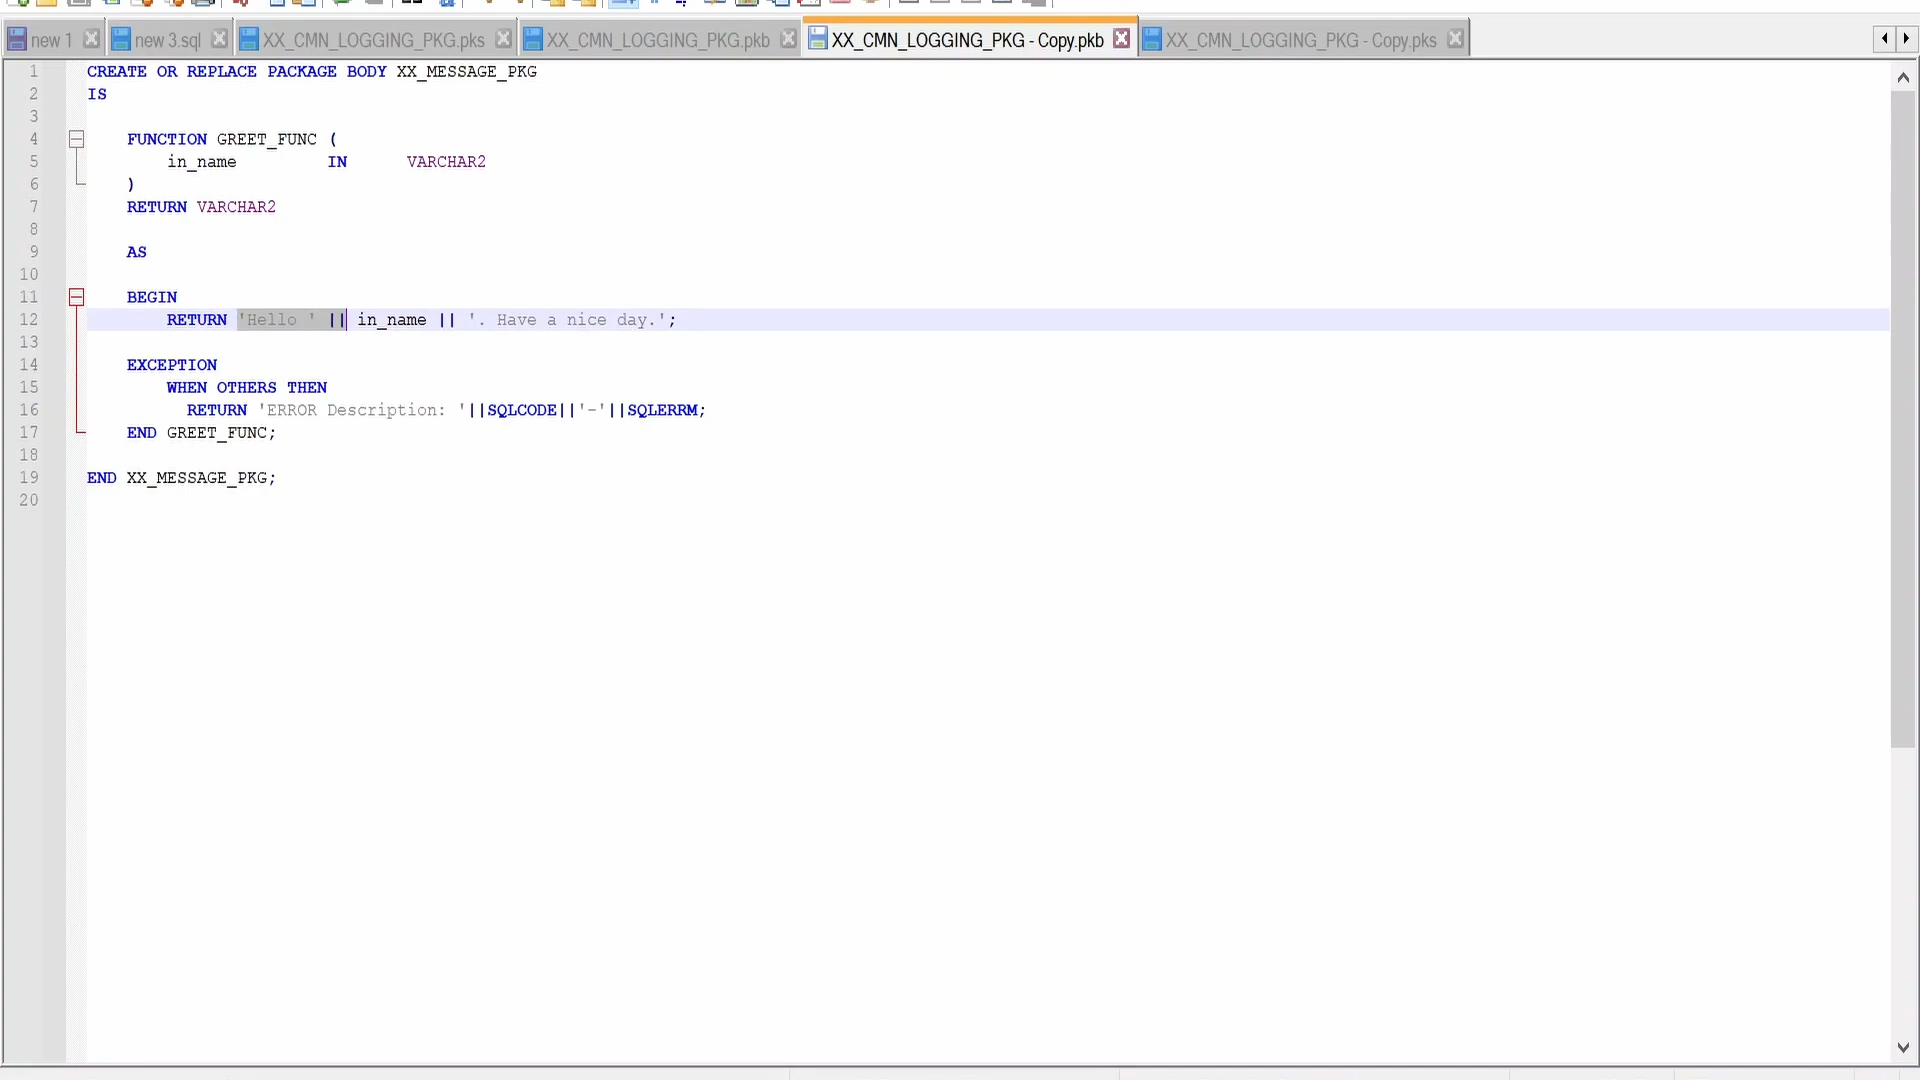 new 1 new 3.sql XX_CMN_LOGGING_PKG.pks XX_CMN_LOGGING_PKG.pkb XX_CMN_LOGGING_PKG - Copy.pkb XX_CMN_LOGGING_PKG - Copy.pks
1 CREATE OR REPLACE PACKAGE BODY XX_MESSAGE_PKG
2 IS
3
4 FUNCTION GREET_FUNC (
5 in_name IN VARCHAR2
6 )
7 RETURN VARCHAR2
8
9 AS
10
11 BEGIN
12 RETURN 'Hello ' || in_name || '. Have a nice day.';
13
14 EXCEPTION
15 WHEN OTHERS THEN
16 RETURN 'ERROR Description: '||SQLCODE||'-'||SQLERRM;
17 END GREET_FUNC;
18
19 END XX_MESSAGE_PKG;
20